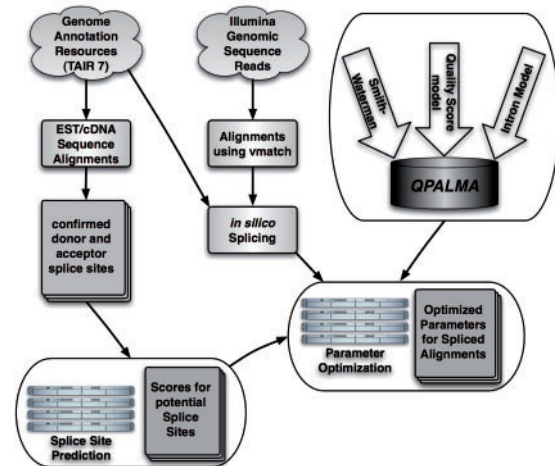 Genome
Annotation
Resources
(TAIR 7)
Illumina
Genomic
Sequence
Reads
Smith-
Waterman
Quality Score
model
Intron Model
QPALMA
EST/cDNA
Sequence
Alignments
Alignments
using vmatch
confirmed
donor and
acceptor
splice sites
in silico
Splicing
Parameter
Optimization
Optimized
Parameters
for Spliced
Alignments
Splice Site
Prediction
Scores for
potential
Splice
Sites